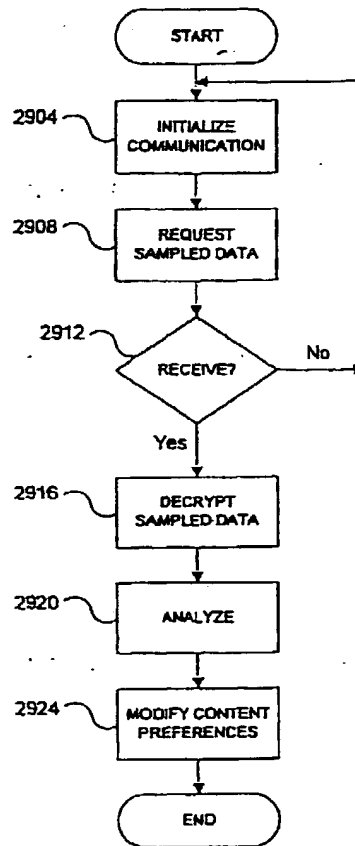 START
2904
INITIALIZE
COMMUNICATION
2908
REQUEST
SAMPLED DATA
2912
RECEIVE?
No
Yes
2916
DECRYPT
SAMPLED DATA
2920
ANALYZE
2924
MODIFY CONTENT
PREFERENCES
END